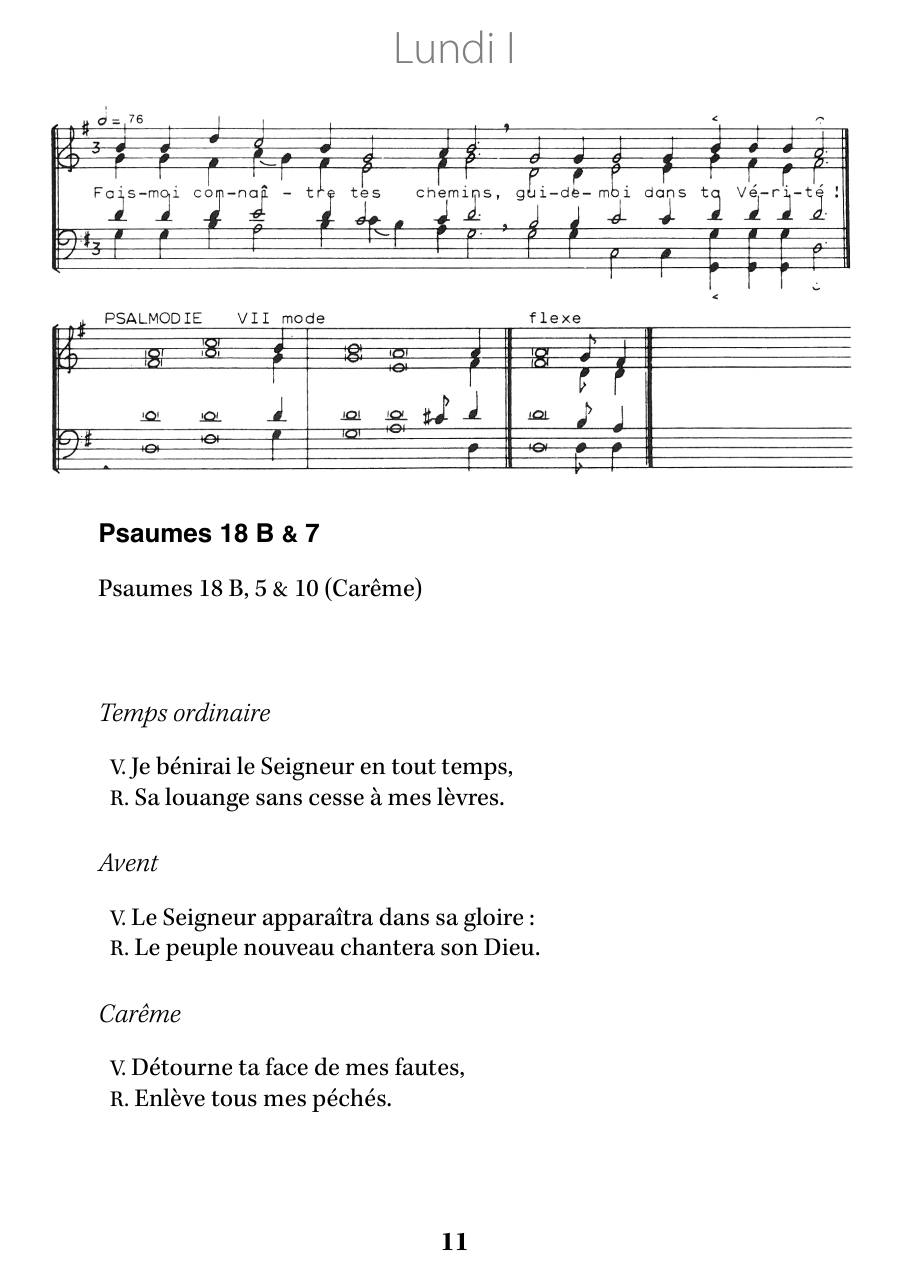 Lundi I
= 76
3
Fais-moi con-naî - tre tes chemins, gui-de-moi dans ta Vé-ri-té !
3
PSALMODIE VII mode flexe
Psaumes 18 B & 7
Psaumes 18 B, 5 & 10 (Carême)
Temps ordinaire
V. Je bénirai le Seigneur en tout temps,
R. Sa louange sans cesse à mes lèvres.
Avent
V. Le Seigneur apparaîtra dans sa gloire :
R. Le peuple nouveau chantera son Dieu.
Carême
V. Détourne ta face de mes fautes,
R. Enlève tous mes péchés.
11